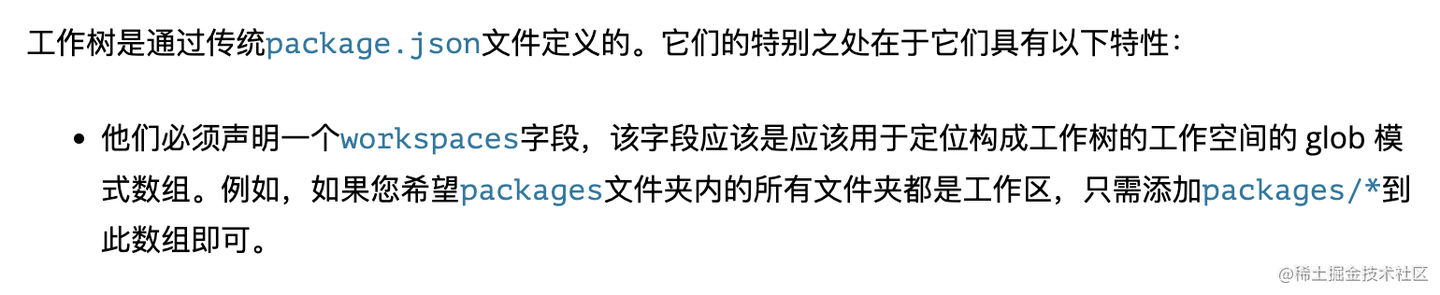 工作树是通过传统package.json文件定义的。它们的特别之处在于它们具有以下特性：
• 他们必须声明一个workspaces字段，该字段应该是应该用于定位构成工作树的工作空间的 glob 模
式数组。例如，如果您希望packages文件夹内的所有文件夹都是工作区，只需添加packages/*到
此数组即可。
@稀土掘金技术社区